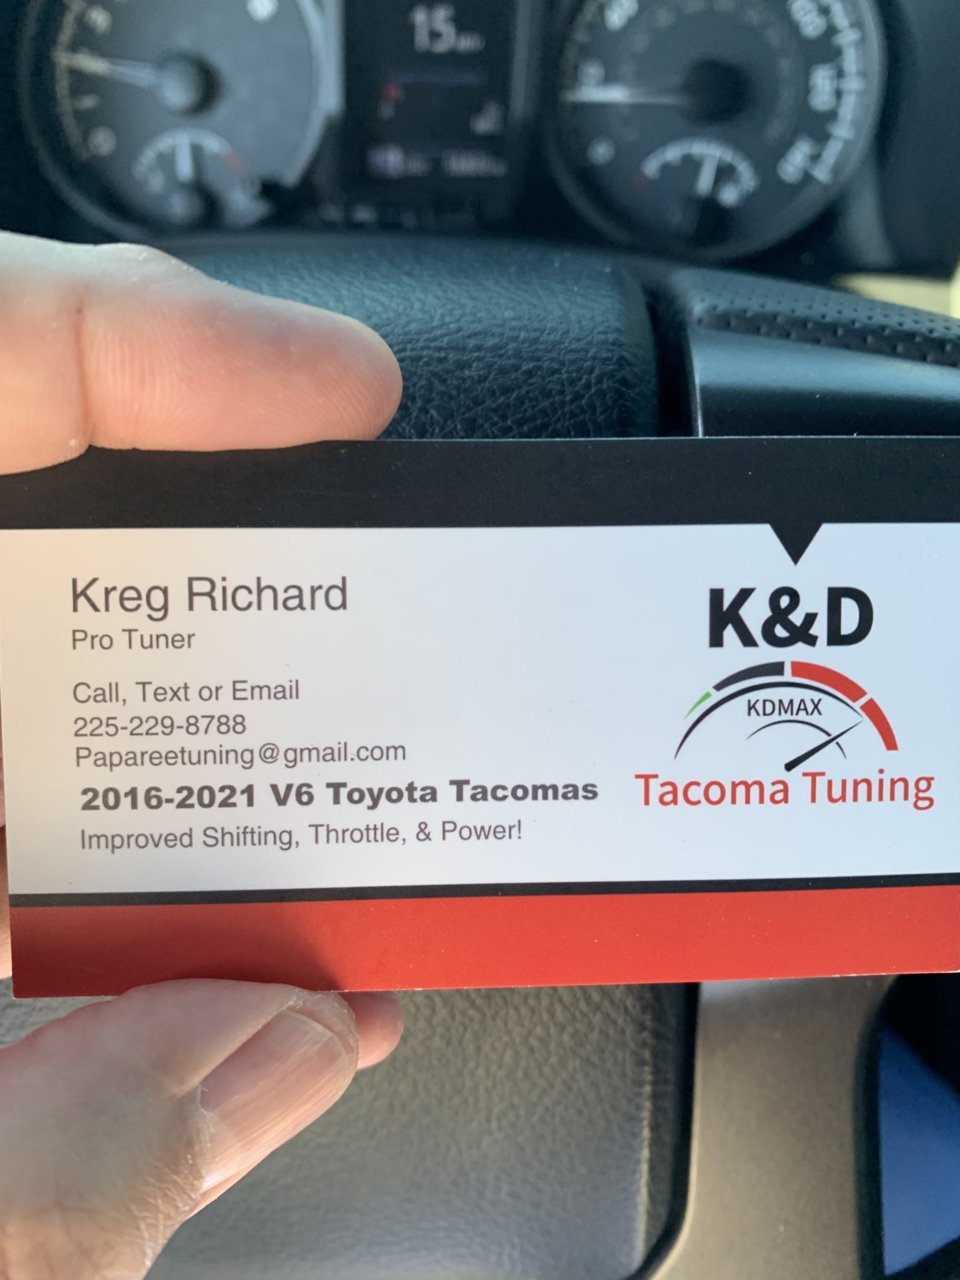 15
Kreg Richard
Pro Tuner
Call, Text or Email
225-229-8788
Papareetuning@gmail.com
2016-2021 V6 Toyota Tacomas
Improved Shifting, Throttle, & Power!
K&D
KDMAX
Tacoma Tuning